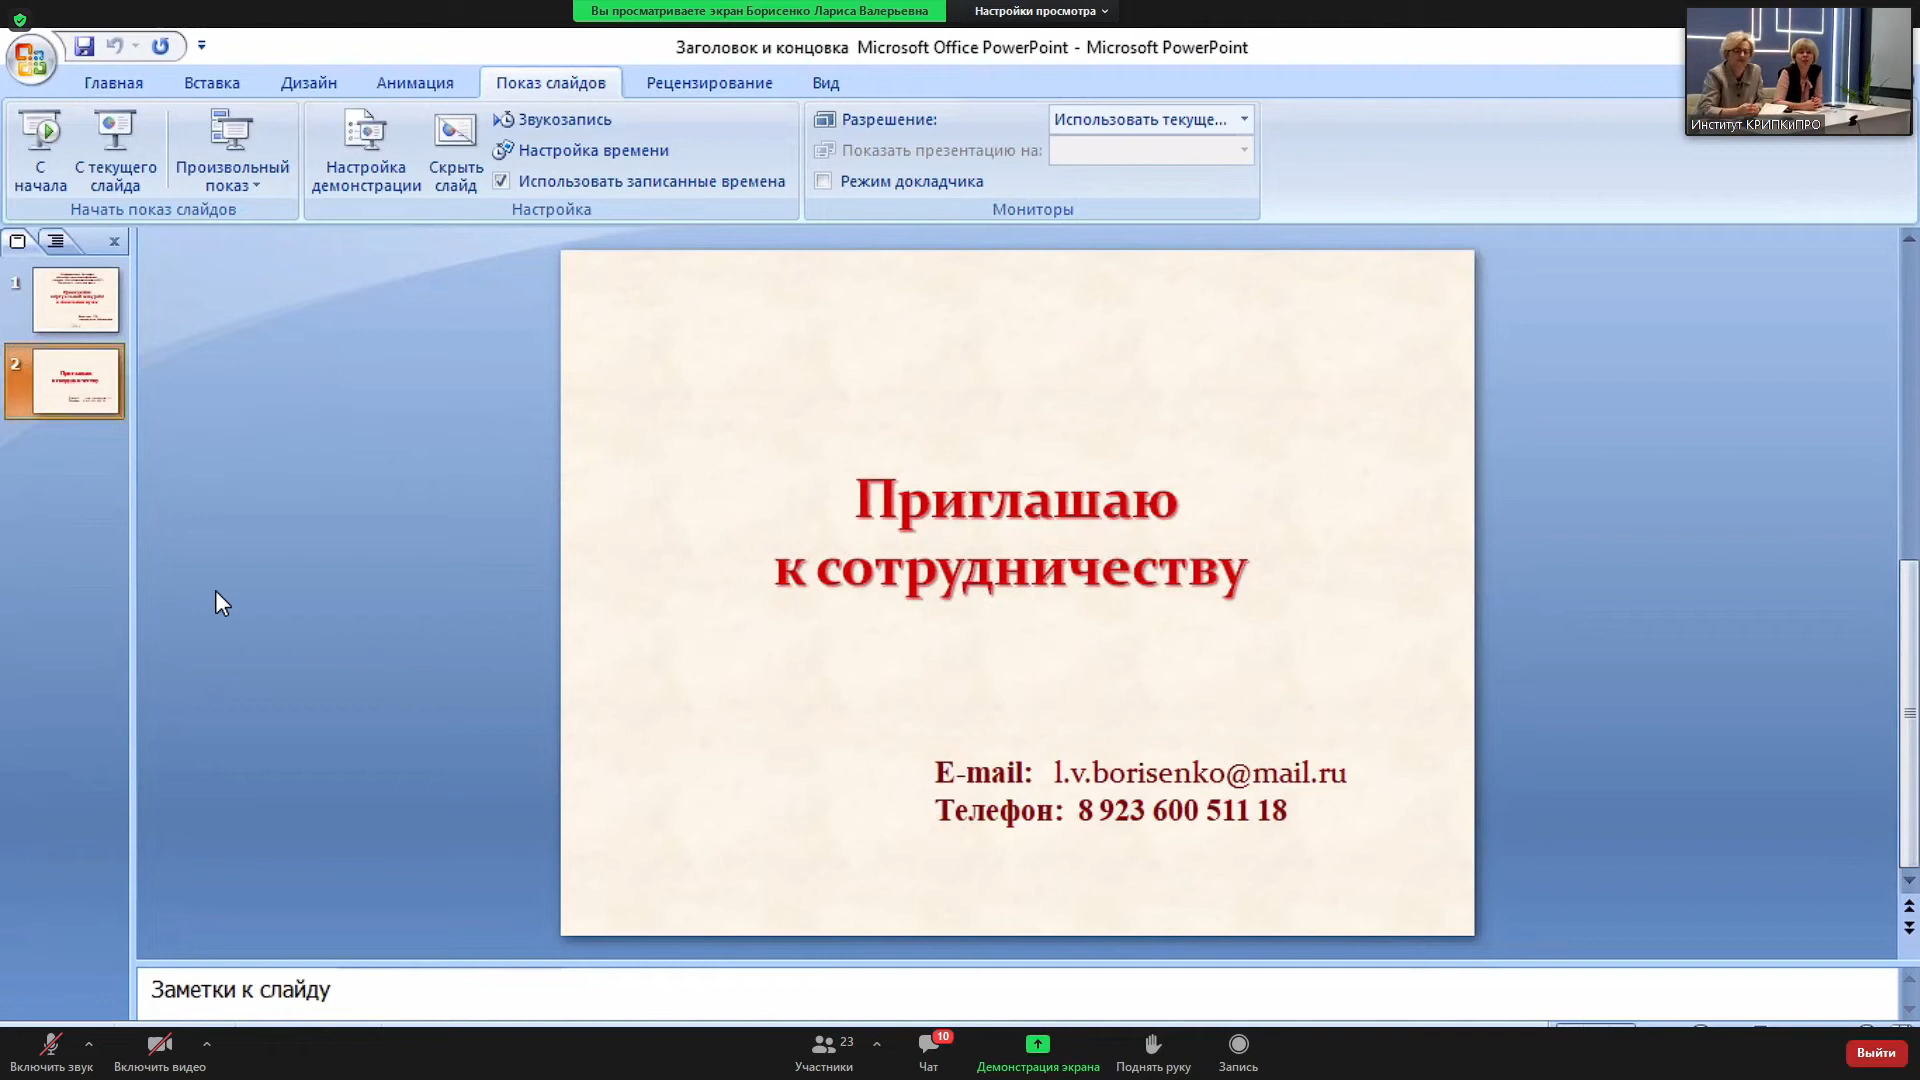 Вы просматриваете экран Борисенко Лариса Валерьевна
Настройки просмотра
Заголовок и концовка Microsoft Office PowerPoint - Microsoft PowerPoint
Главная Вставка Дизайн Анимация Показ слайдов Рецензирование Вид
С начала
С текущего слайда
Произвольный показ
Начать показ слайдов
Настройка демонстрации
Скрыть слайд
Звукозапись
Настройка времени
Использовать записанные времена
Настройка
Разрешение: Использовать текуще...
Показать презентацию на:
Режим докладчика
Мониторы
Институт КРИПКиПРО
1
2
Приглашаю
к сотрудничеству
E-mail: l.v.borisenko@mail.ru
Телефон: 8 923 600 511 18
Заметки к слайду
Включить звук
Включить видео
23
Участники
10
Чат
Демонстрация экрана
Поднять руку
Запись
Выйти